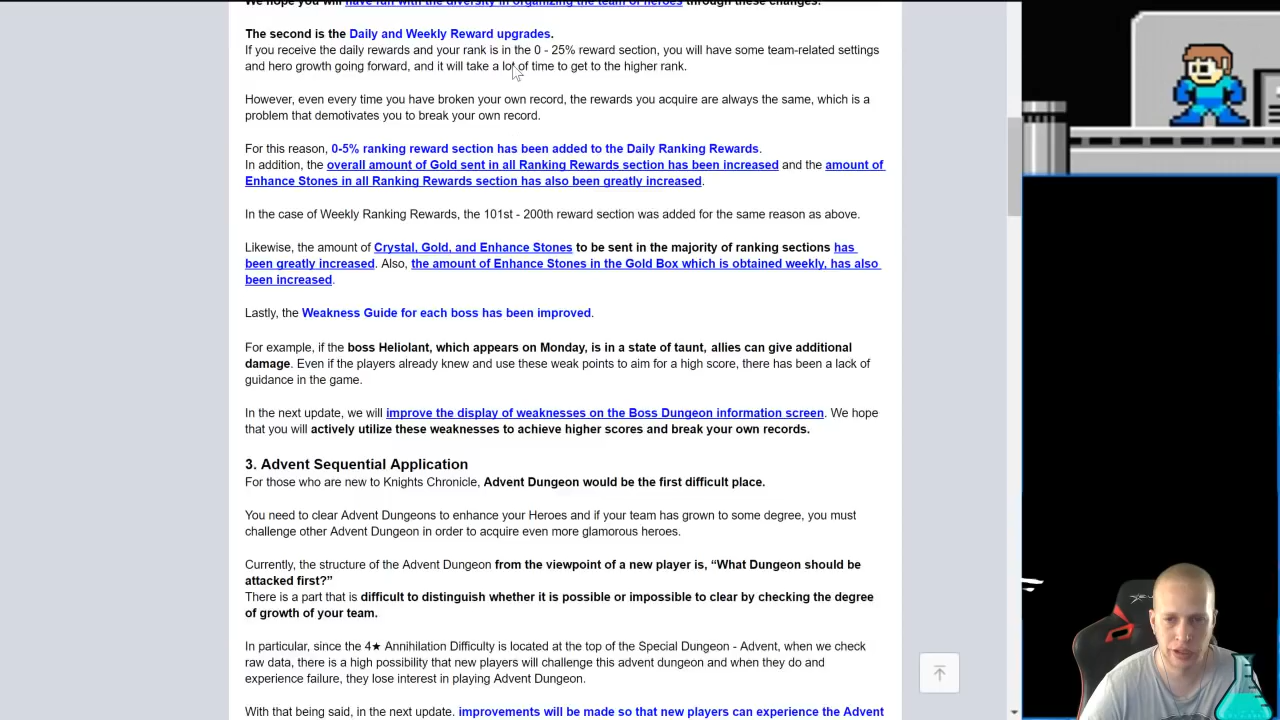 We hope you will have fun with the diversity in organizing the team of heroes through these changes.
The second is the Daily and Weekly Reward upgrades.
If you receive the daily rewards and your rank is in the 0 - 25% reward section, you will have some team-related settings
and hero growth going forward, and it will take a lot of time to get to the higher rank.
However, even every time you have broken your own record, the rewards you acquire are always the same, which is a
problem that demotivates you to break your own record.
For this reason, 0-5% ranking reward section has been added to the Daily Ranking Rewards.
In addition, the overall amount of Gold sent in all Ranking Rewards section has been increased and the amount of
Enhance Stones in all Ranking Rewards section has also been greatly increased.
In the case of Weekly Ranking Rewards, the 101st - 200th reward section was added for the same reason as above.
Likewise, the amount of Crystal, Gold, and Enhance Stones to be sent in the majority of ranking sections has
been greatly increased. Also, the amount of Enhance Stones in the Gold Box which is obtained weekly, has also
been increased.
Lastly, the Weakness Guide for each boss has been improved.
For example, if the boss Heliolant, which appears on Monday, is in a state of taunt, allies can give additional
damage. Even if the players already knew and use these weak points to aim for a high score, there has been a lack of
guidance in the game.
In the next update, we will improve the display of weaknesses on the Boss Dungeon information screen. We hope
that you will actively utilize these weaknesses to achieve higher scores and break your own records.
3. Advent Sequential Application
For those who are new to Knights Chronicle, Advent Dungeon would be the first difficult place.
You need to clear Advent Dungeons to enhance your Heroes and if your team has grown to some degree, you must
challenge other Advent Dungeon in order to acquire even more glamorous heroes.
Currently, the structure of the Advent Dungeon from the viewpoint of a new player is, “What Dungeon should be
attacked first?”
There is a part that is difficult to distinguish whether it is possible or impossible to clear by checking the degree
of growth of your team.
In particular, since the 4★ Annihilation Difficulty is located at the top of the Special Dungeon - Advent, when we check
raw data, there is a high possibility that new players will challenge this advent dungeon and when they do and
experience failure, they lose interest in playing Advent Dungeon.
With that being said, in the next update. improvements will be made so that new players can experience the Advent